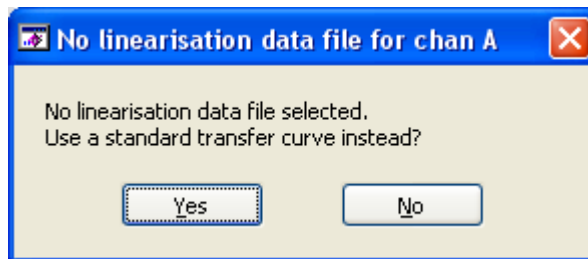 No linearisation data file for chan A
No linearisation data file selected.
Use a standard transfer curve instead?
Yes
No